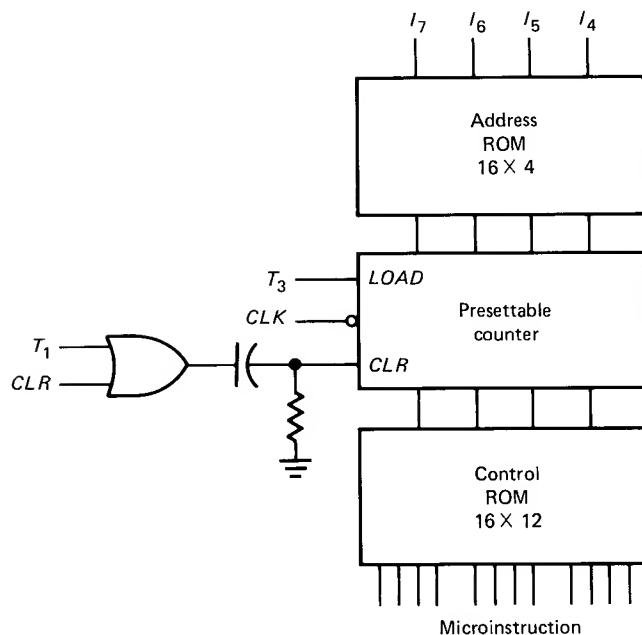 I7 I6 I5 I4
Address
ROM
16 × 4
T3
LOAD
CLK
Presettable
counter
T1
CLR
CLR
Control
ROM
16 × 12
Microinstruction